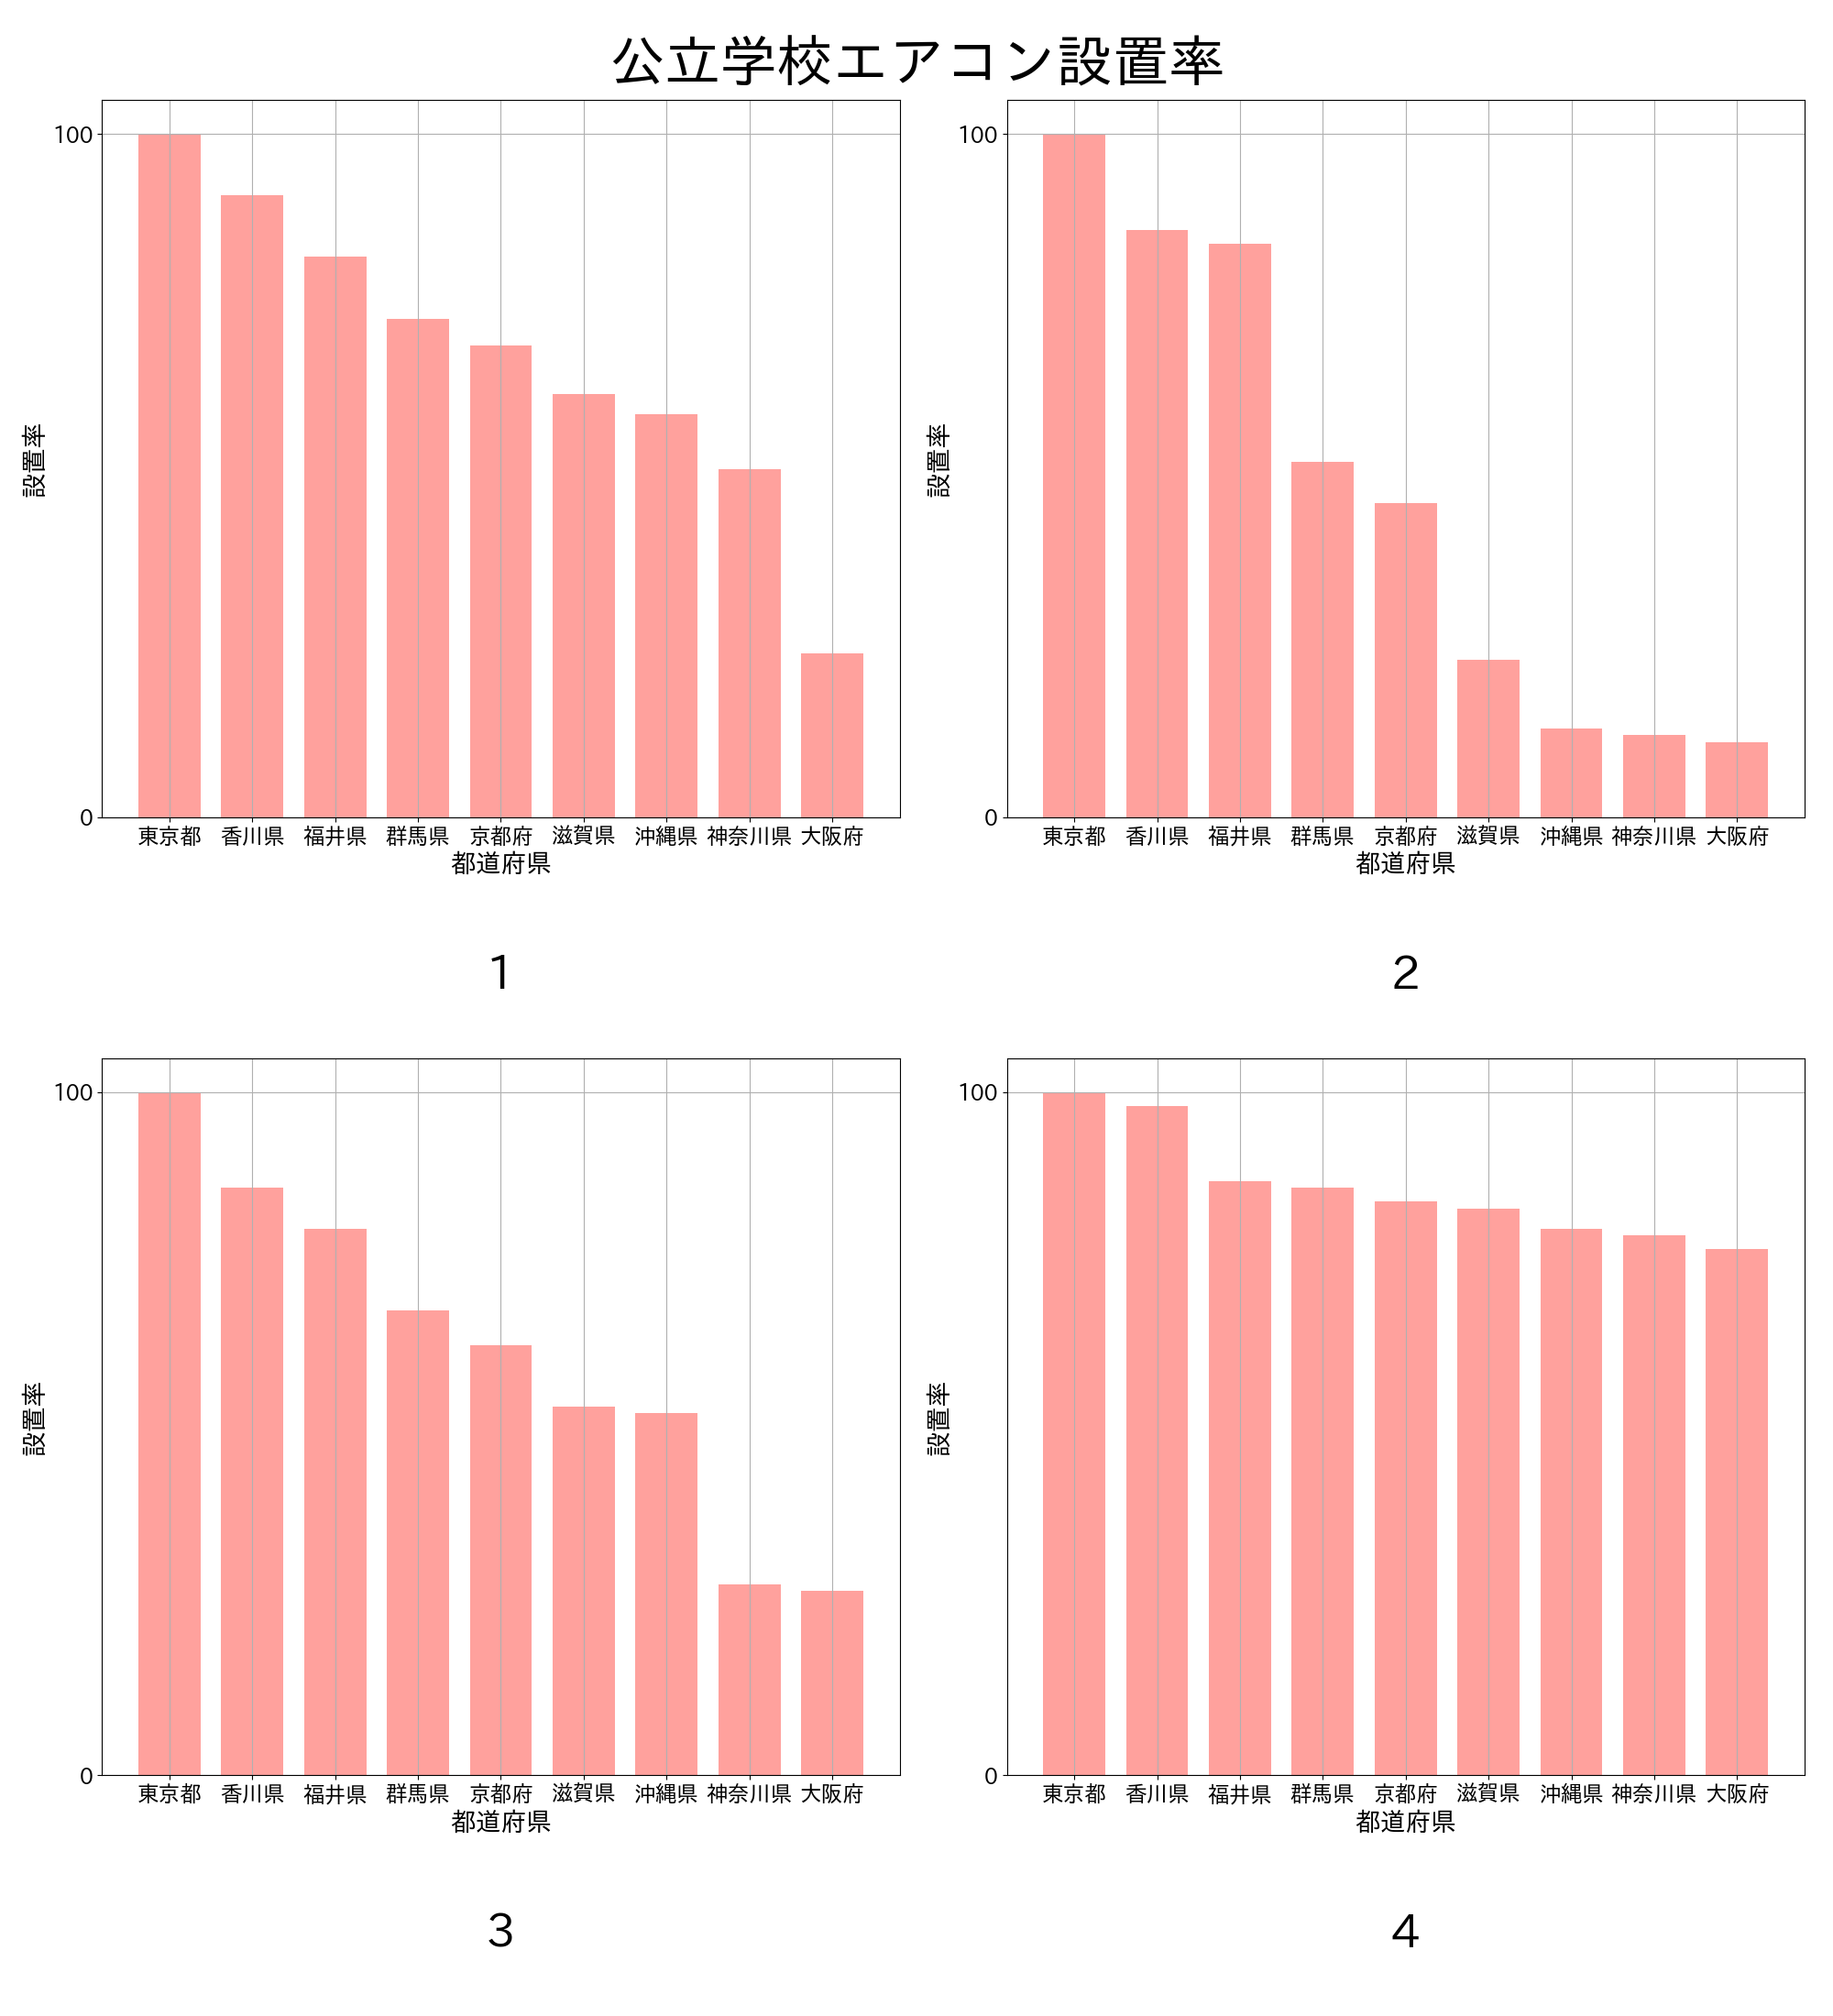 公立学校エアコン設置率
100
0
設置率
東京都 香川県 福井県 群馬県 京都府 滋賀県 沖縄県 神奈川県 大阪府
都道府県
1
100
0
設置率
東京都 香川県 福井県 群馬県 京都府 滋賀県 沖縄県 神奈川県 大阪府
都道府県
2
100
0
設置率
東京都 香川県 福井県 群馬県 京都府 滋賀県 沖縄県 神奈川県 大阪府
都道府県
3
100
0
設置率
東京都 香川県 福井県 群馬県 京都府 滋賀県 沖縄県 神奈川県 大阪府
都道府県
4